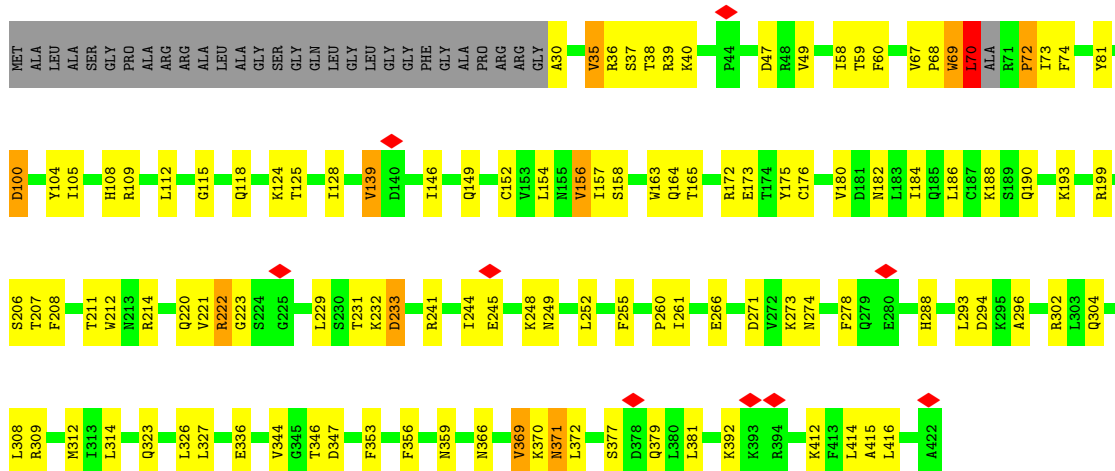 MET ALA LEU ALA SER GLY PRO ALA ARG ARG ALA LEU ALA GLY SER GLY GLN LEU GLY LEU GLY GLY PHE GLY ALA PRO ARG ARG GLY A30 V35 R36 S37 T38 R39 K40 P44 D47 R48 V49 I58 T59 F60 V67 P68 W69 L70 ALA R71 P72 I73 F74 Y81
D100 Y104 I105 H108 R109 L112 G115 Q118 K124 T125 I128 V139 D140 I146 Q149 C152 V153 L154 N155 V156 I157 S158 W163 Q164 T165 R172 E173 T174 Y175 C176 V180 D181 N182 L183 I184 Q185 L186 C187 K188 S189 Q190 K193 R199
S206 T207 F208 T211 W212 N213 R214 Q220 V221 R222 G223 S224 G225 L229 S230 T231 K232 D233 R241 I244 E245 K248 N249 L252 F255 P260 I261 E266 D271 V272 K273 N274 F278 Q279 E280 H288 L293 D294 K295 A296 R302 L303 Q304
L308 R309 M312 I313 L314 Q323 L326 L327 E336 V344 G345 T346 D347 F353 F356 N359 N366 V369 K370 N371 L372 S377 D378 Q379 L380 L381 K392 K393 R394 K412 F413 L414 A415 L416 A422